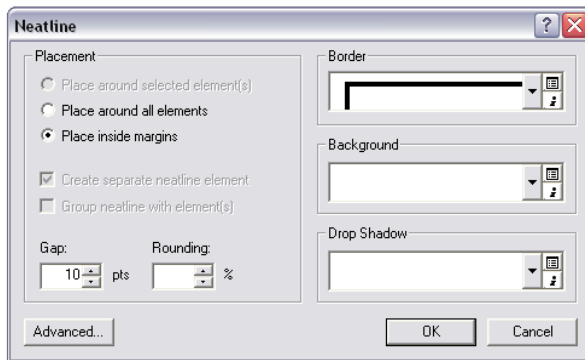 Neatline
Placement
Place around selected element(s)
Place around all elements
Place inside margins
Create separate neatline element
Group neatline with element(s)
Gap:
Rounding:
10
pts
%
Border
Background
Drop Shadow
Advanced...
OK
Cancel